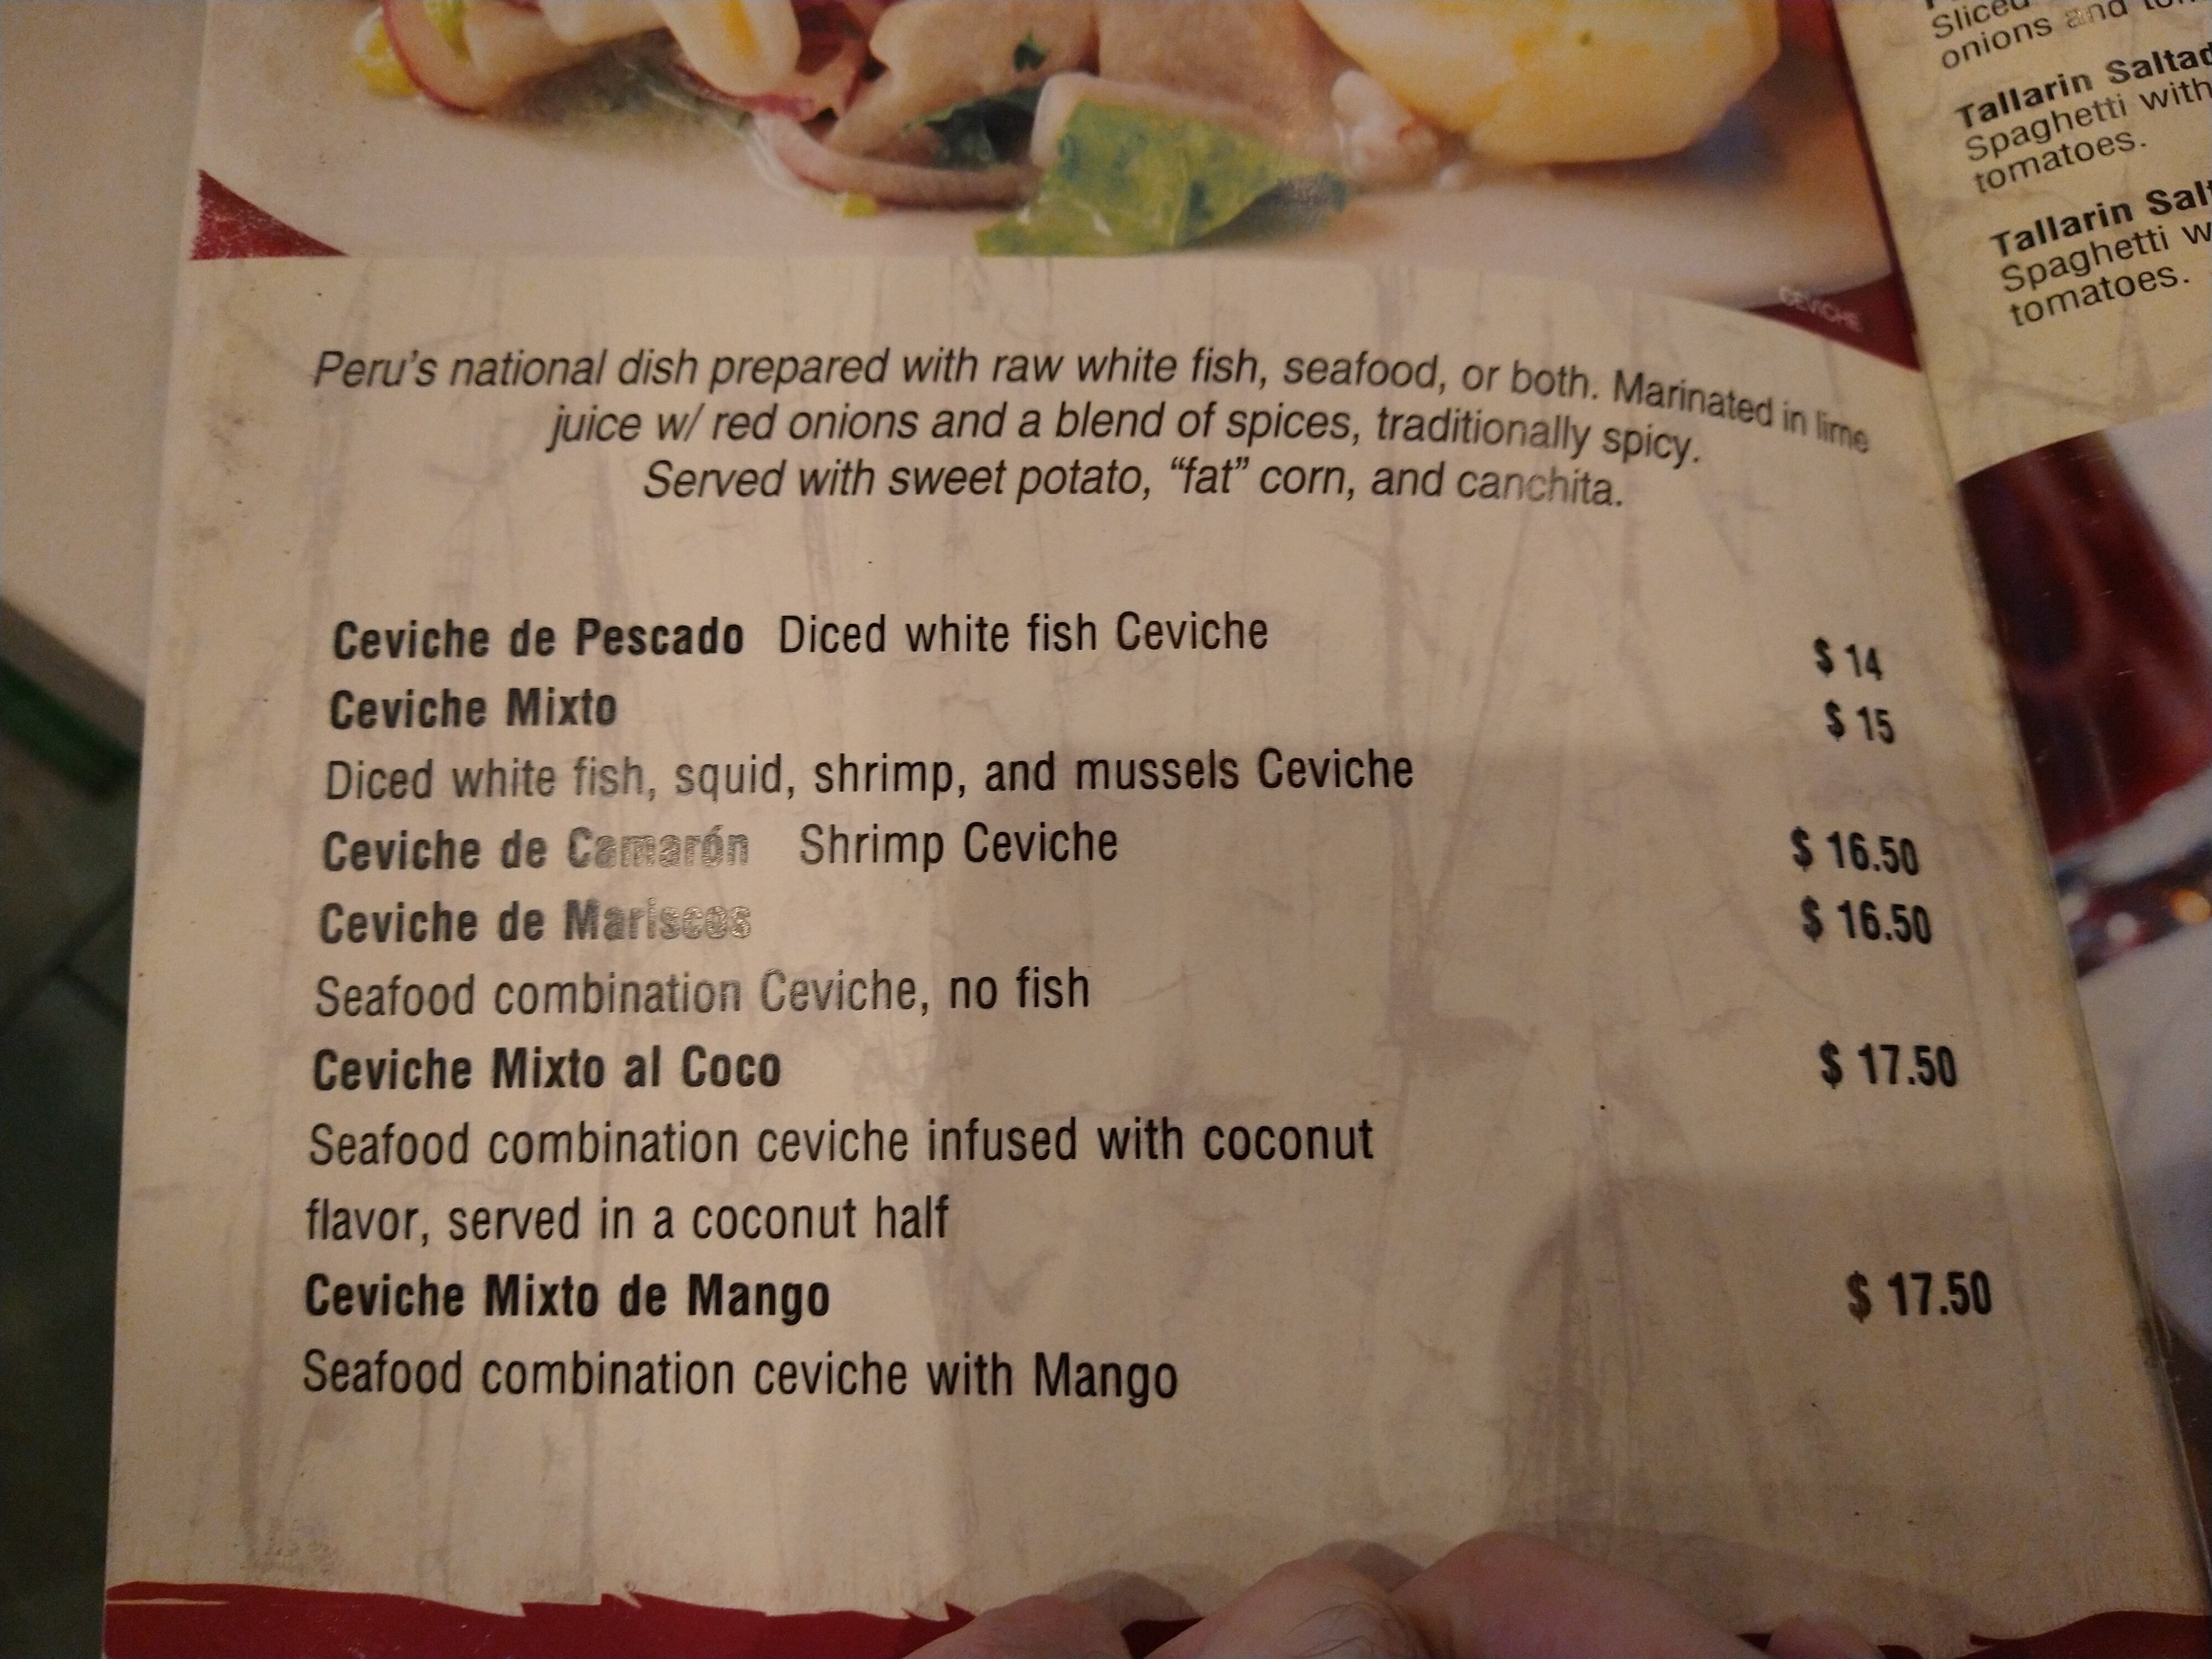 Peru's national dish prepared with raw white fish, seafood, or both. Marinated in lime
juice w/ red onions and a blend of spices, traditionally spicy.
Served with sweet potato, “fat” corn, and canchita.
Ceviche de Pescado Diced white fish Ceviche $ 14
Ceviche Mixto $ 15
Diced white fish, squid, shrimp, and mussels Ceviche
Ceviche de Camarón Shrimp Ceviche $ 16.50
Ceviche de Mariscos $ 16.50
Seafood combination Ceviche, no fish
Ceviche Mixto al Coco $ 17.50
Seafood combination ceviche infused with coconut
flavor, served in a coconut half
Ceviche Mixto de Mango $ 17.50
Seafood combination ceviche with Mango
CEVICHE
Sliced
onions and
Tallarin
Spaghetti with
tomatoes.
Tallarin
Spaghetti
tomatoes.